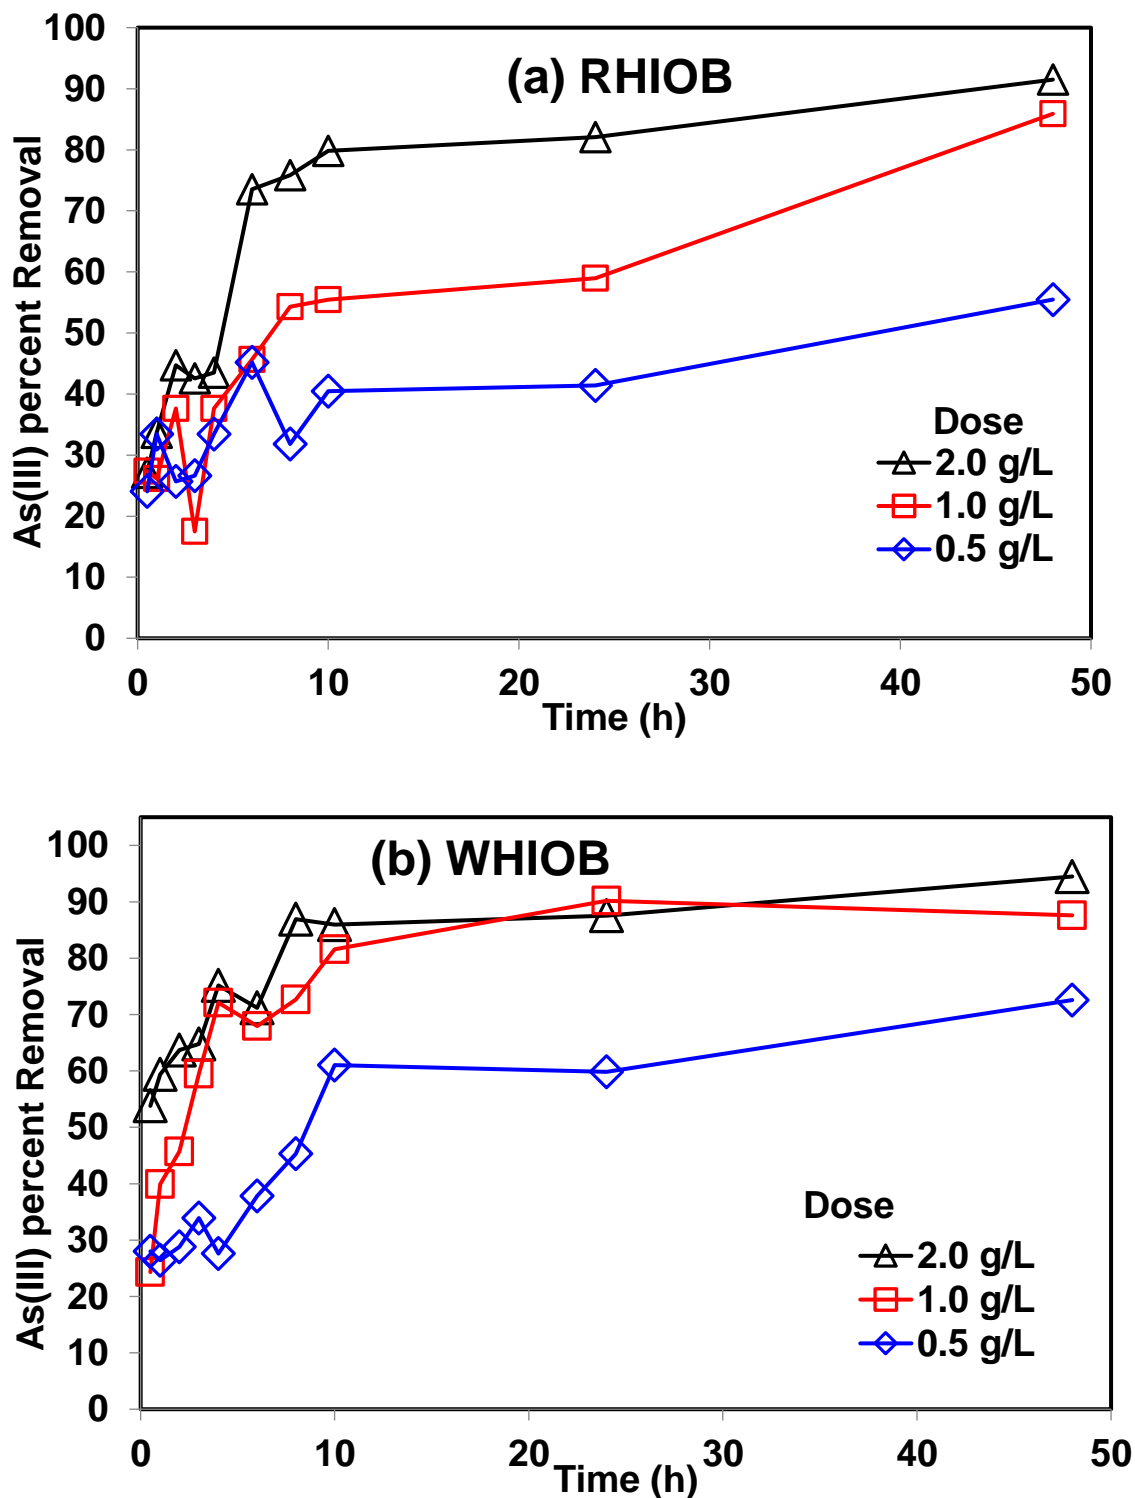 (a) RHIOB
As(III) percent Removal
100
90
80
70
60
50
40
30
20
10
0
Dose
2.0 g/L
1.0 g/L
0.5 g/L
0 10 20 30 40 50
Time (h)
(b) WHIOB
As(III) percent Removal
100
90
80
70
60
50
40
30
20
10
0
Dose
2.0 g/L
1.0 g/L
0.5 g/L
0 10 20 30 40 50
Time (h)